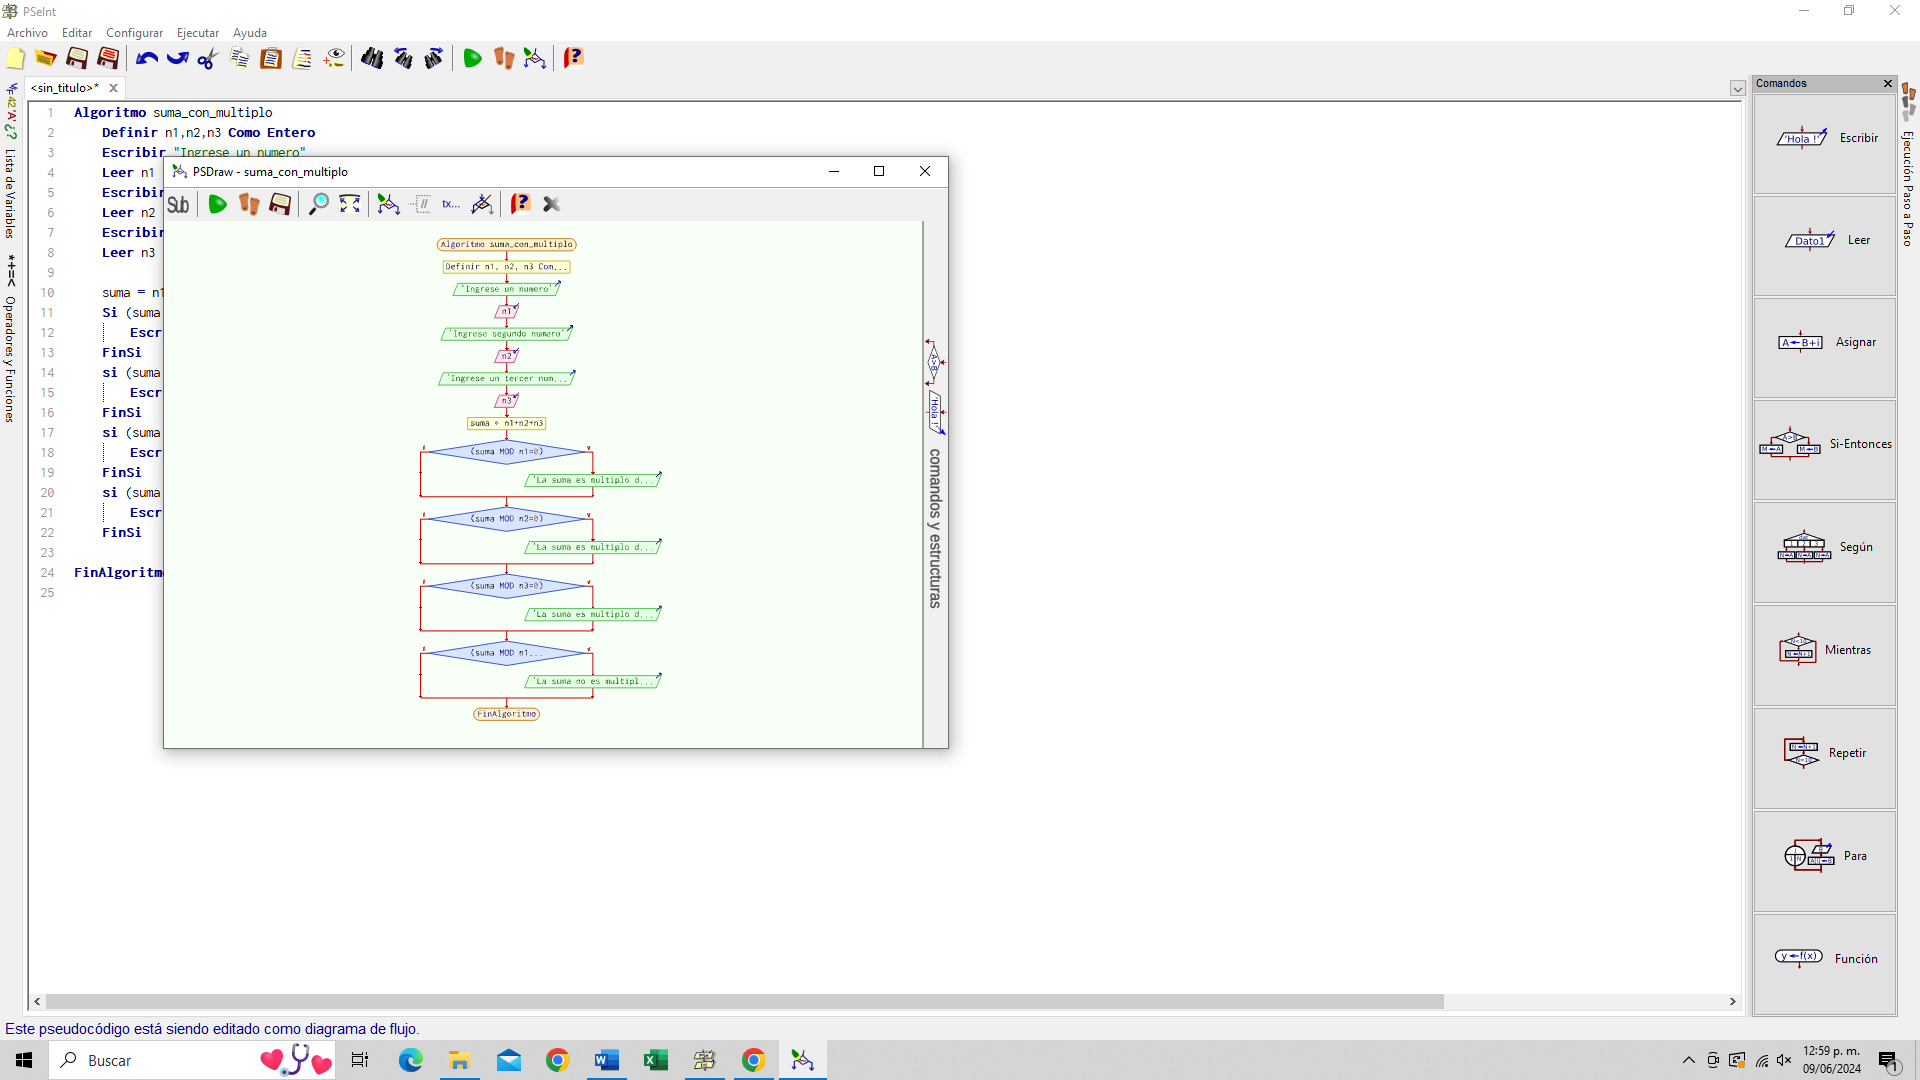 PSeInt
Archivo Editar Configurar Ejecutar Ayuda
<sin_titulo>* X
1 Algoritmo suma_con_multiplo
2 Definir n1,n2,n3 Como Entero
3 Escribir "Ingrese un numero"
4 Leer n1
5 Escribir
6 Leer n2
7 Escribir
8 Leer n3
9
10 suma = n1
11 Si (suma
12 Escr
13 FinSi
14 si (suma
15 Escr
16 FinSi
17 si (suma
18 Escr
19 FinSi
20 si (suma
21 Escr
22 FinSi
23
24 FinAlgoritmo
25
Lista de Variables
*+=< Operadores y Funciones
PSDraw - suma_con_multiplo
Sub
tx...
Algoritmo suma_con_multiplo
Definir n1, n2, n3 Com...
'Ingrese un numero'
n1
'Ingrese segundo numero'
n2
'Ingrese un tercer num...
n3
suma ← n1+n2+n3
(suma MOD n1=0)
'La suma es multiplo d...
(suma MOD n2=0)
'La suma es multiplo d...
(suma MOD n3=0)
'La suma es multiplo d...
(suma MOD n1...
'La suma no es multipl...
FinAlgoritmo
A>B
'Hola !'
comandos y estructuras
Comandos
'Hola !' Escribir
Dato1 Leer
A←B+i Asignar
A>B Si-Entonces
Según
Mientras
Repetir
Para
y←f(x) Función
Ejecución Paso a Paso
Este pseudocódigo está siendo editado como diagrama de flujo.
Buscar
12:59 p. m.
09/06/2024
1